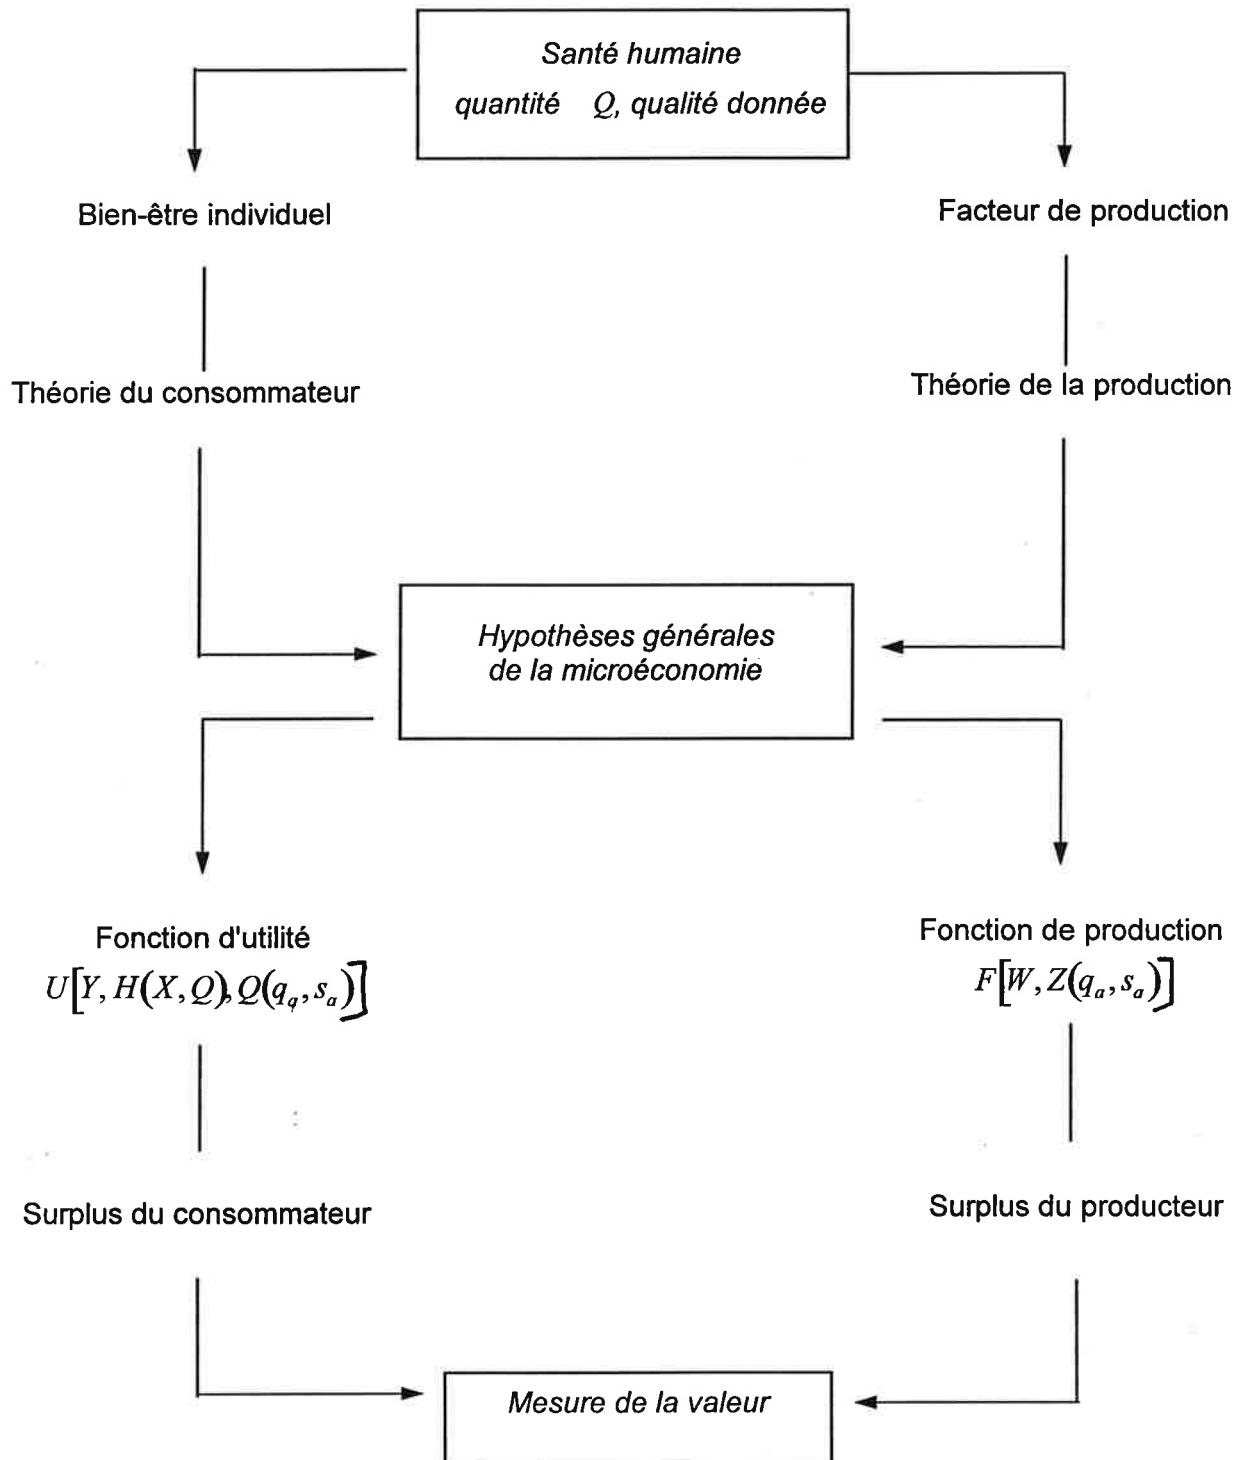 Santé humaine
quantité Q, qualité donnée
Bien-être individuel
Facteur de production
Théorie du consommateur
Théorie de la production
Hypothèses générales
de la microéconomie
Fonction d'utilité
U[Y, H(X,Q), Q(q_q, s_a)]
Fonction de production
F[W, Z(q_a, s_a)]
Surplus du consommateur
Surplus du producteur
Mesure de la valeur